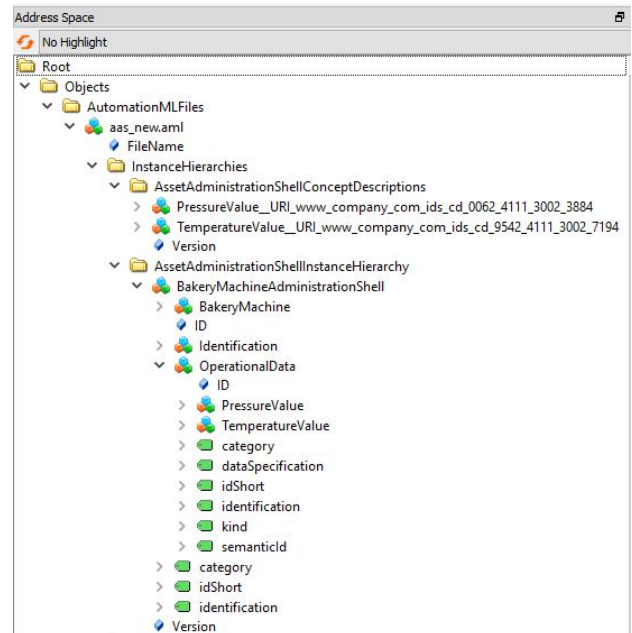 Address Space
No Highlight
Root
Objects
AutomationMLFiles
aas_new.aml
FileName
InstanceHierarchies
AssetAdministrationShellConceptDescriptions
PressureValue__URI_www_company_com_ids_cd_0062_4111_3002_3884
TemperatureValue__URI_www_company_com_ids_cd_9542_4111_3002_7194
Version
AssetAdministrationShellInstanceHierarchy
BakeryMachineAdministrationShell
BakeryMachine
ID
Identification
OperationalData
ID
PressureValue
TemperatureValue
category
dataSpecification
idShort
identification
kind
semanticId
category
idShort
identification
Version